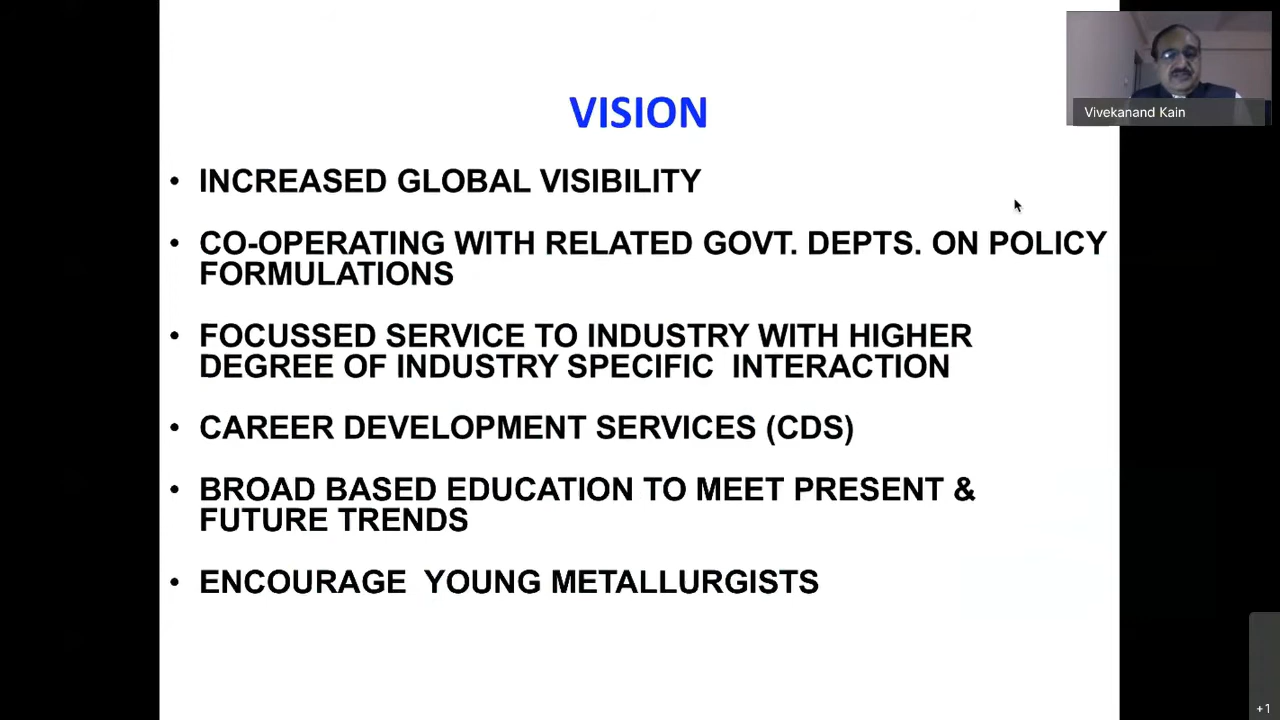 VISION
Vivekanand Kain
• INCREASED GLOBAL VISIBILITY
• CO-OPERATING WITH RELATED GOVT. DEPTS. ON POLICY
FORMULATIONS
• FOCUSSED SERVICE TO INDUSTRY WITH HIGHER
DEGREE OF INDUSTRY SPECIFIC  INTERACTION
• CAREER DEVELOPMENT SERVICES (CDS)
• BROAD BASED EDUCATION TO MEET PRESENT &
FUTURE TRENDS
• ENCOURAGE  YOUNG METALLURGISTS
+1